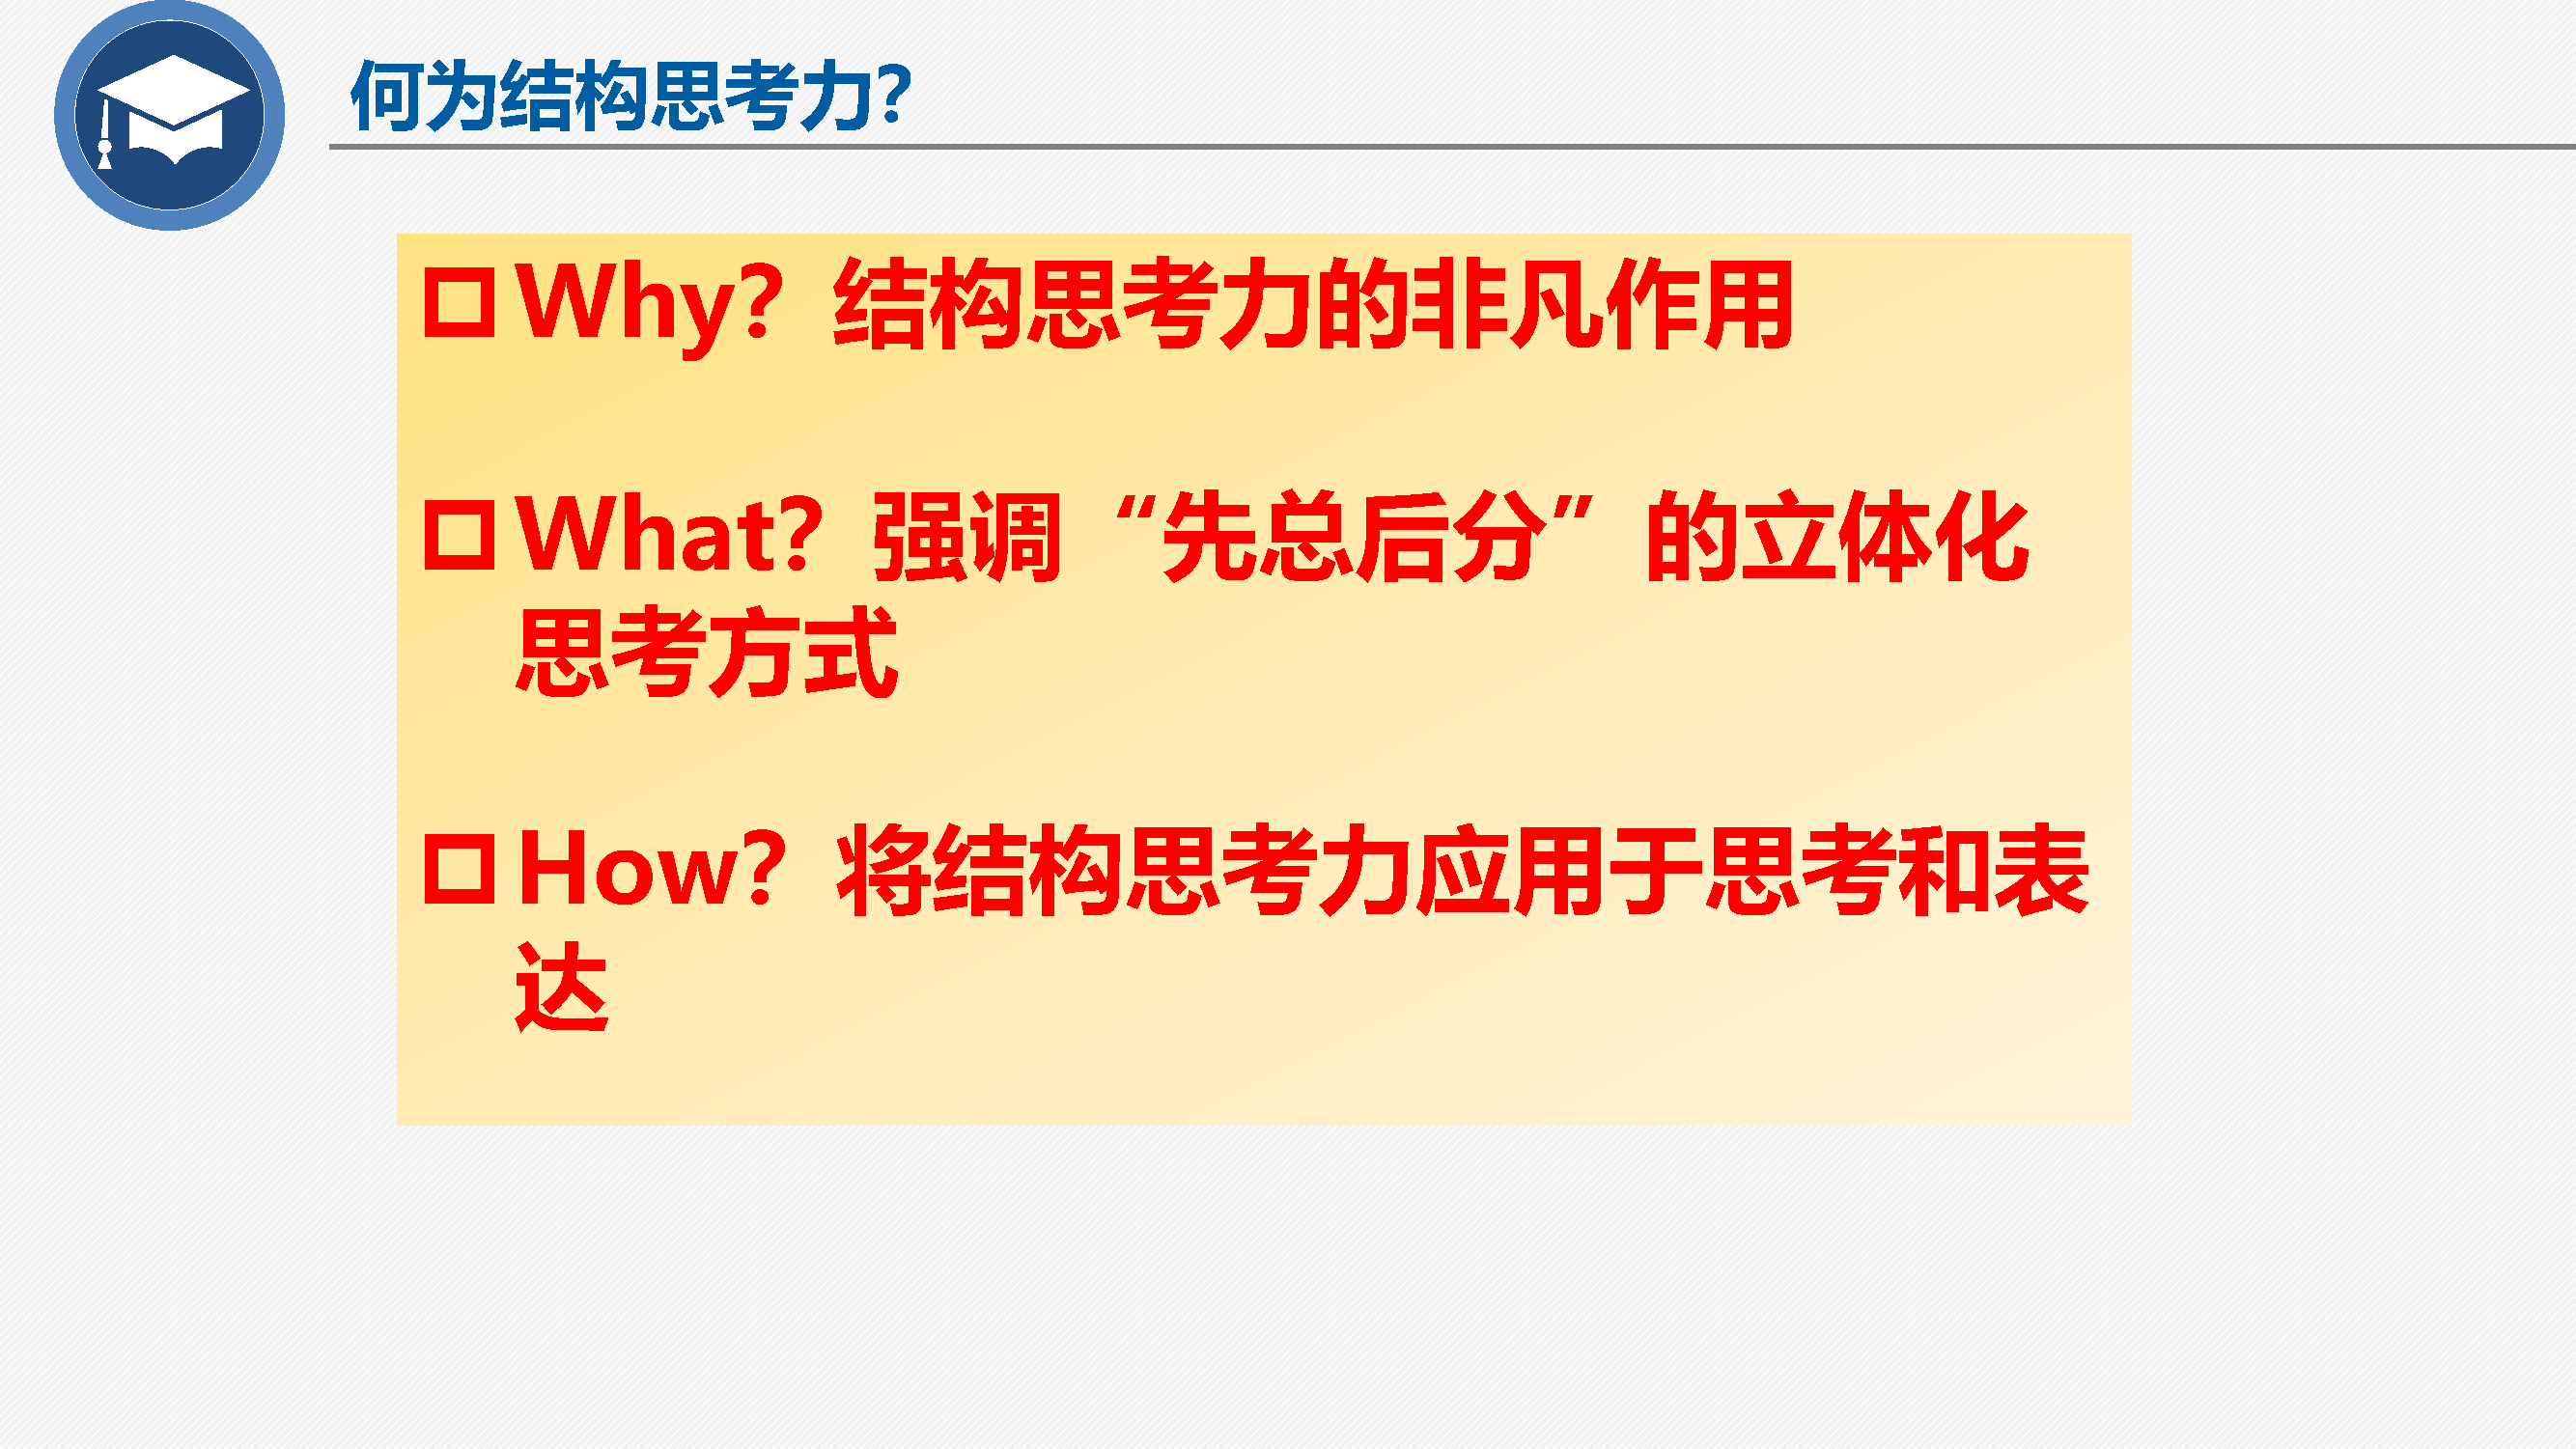 何为结构思考力？
Why？结构思考力的非凡作用
What？强调“先总后分”的立体化
思考方式
How？将结构思考力应用于思考和表
达